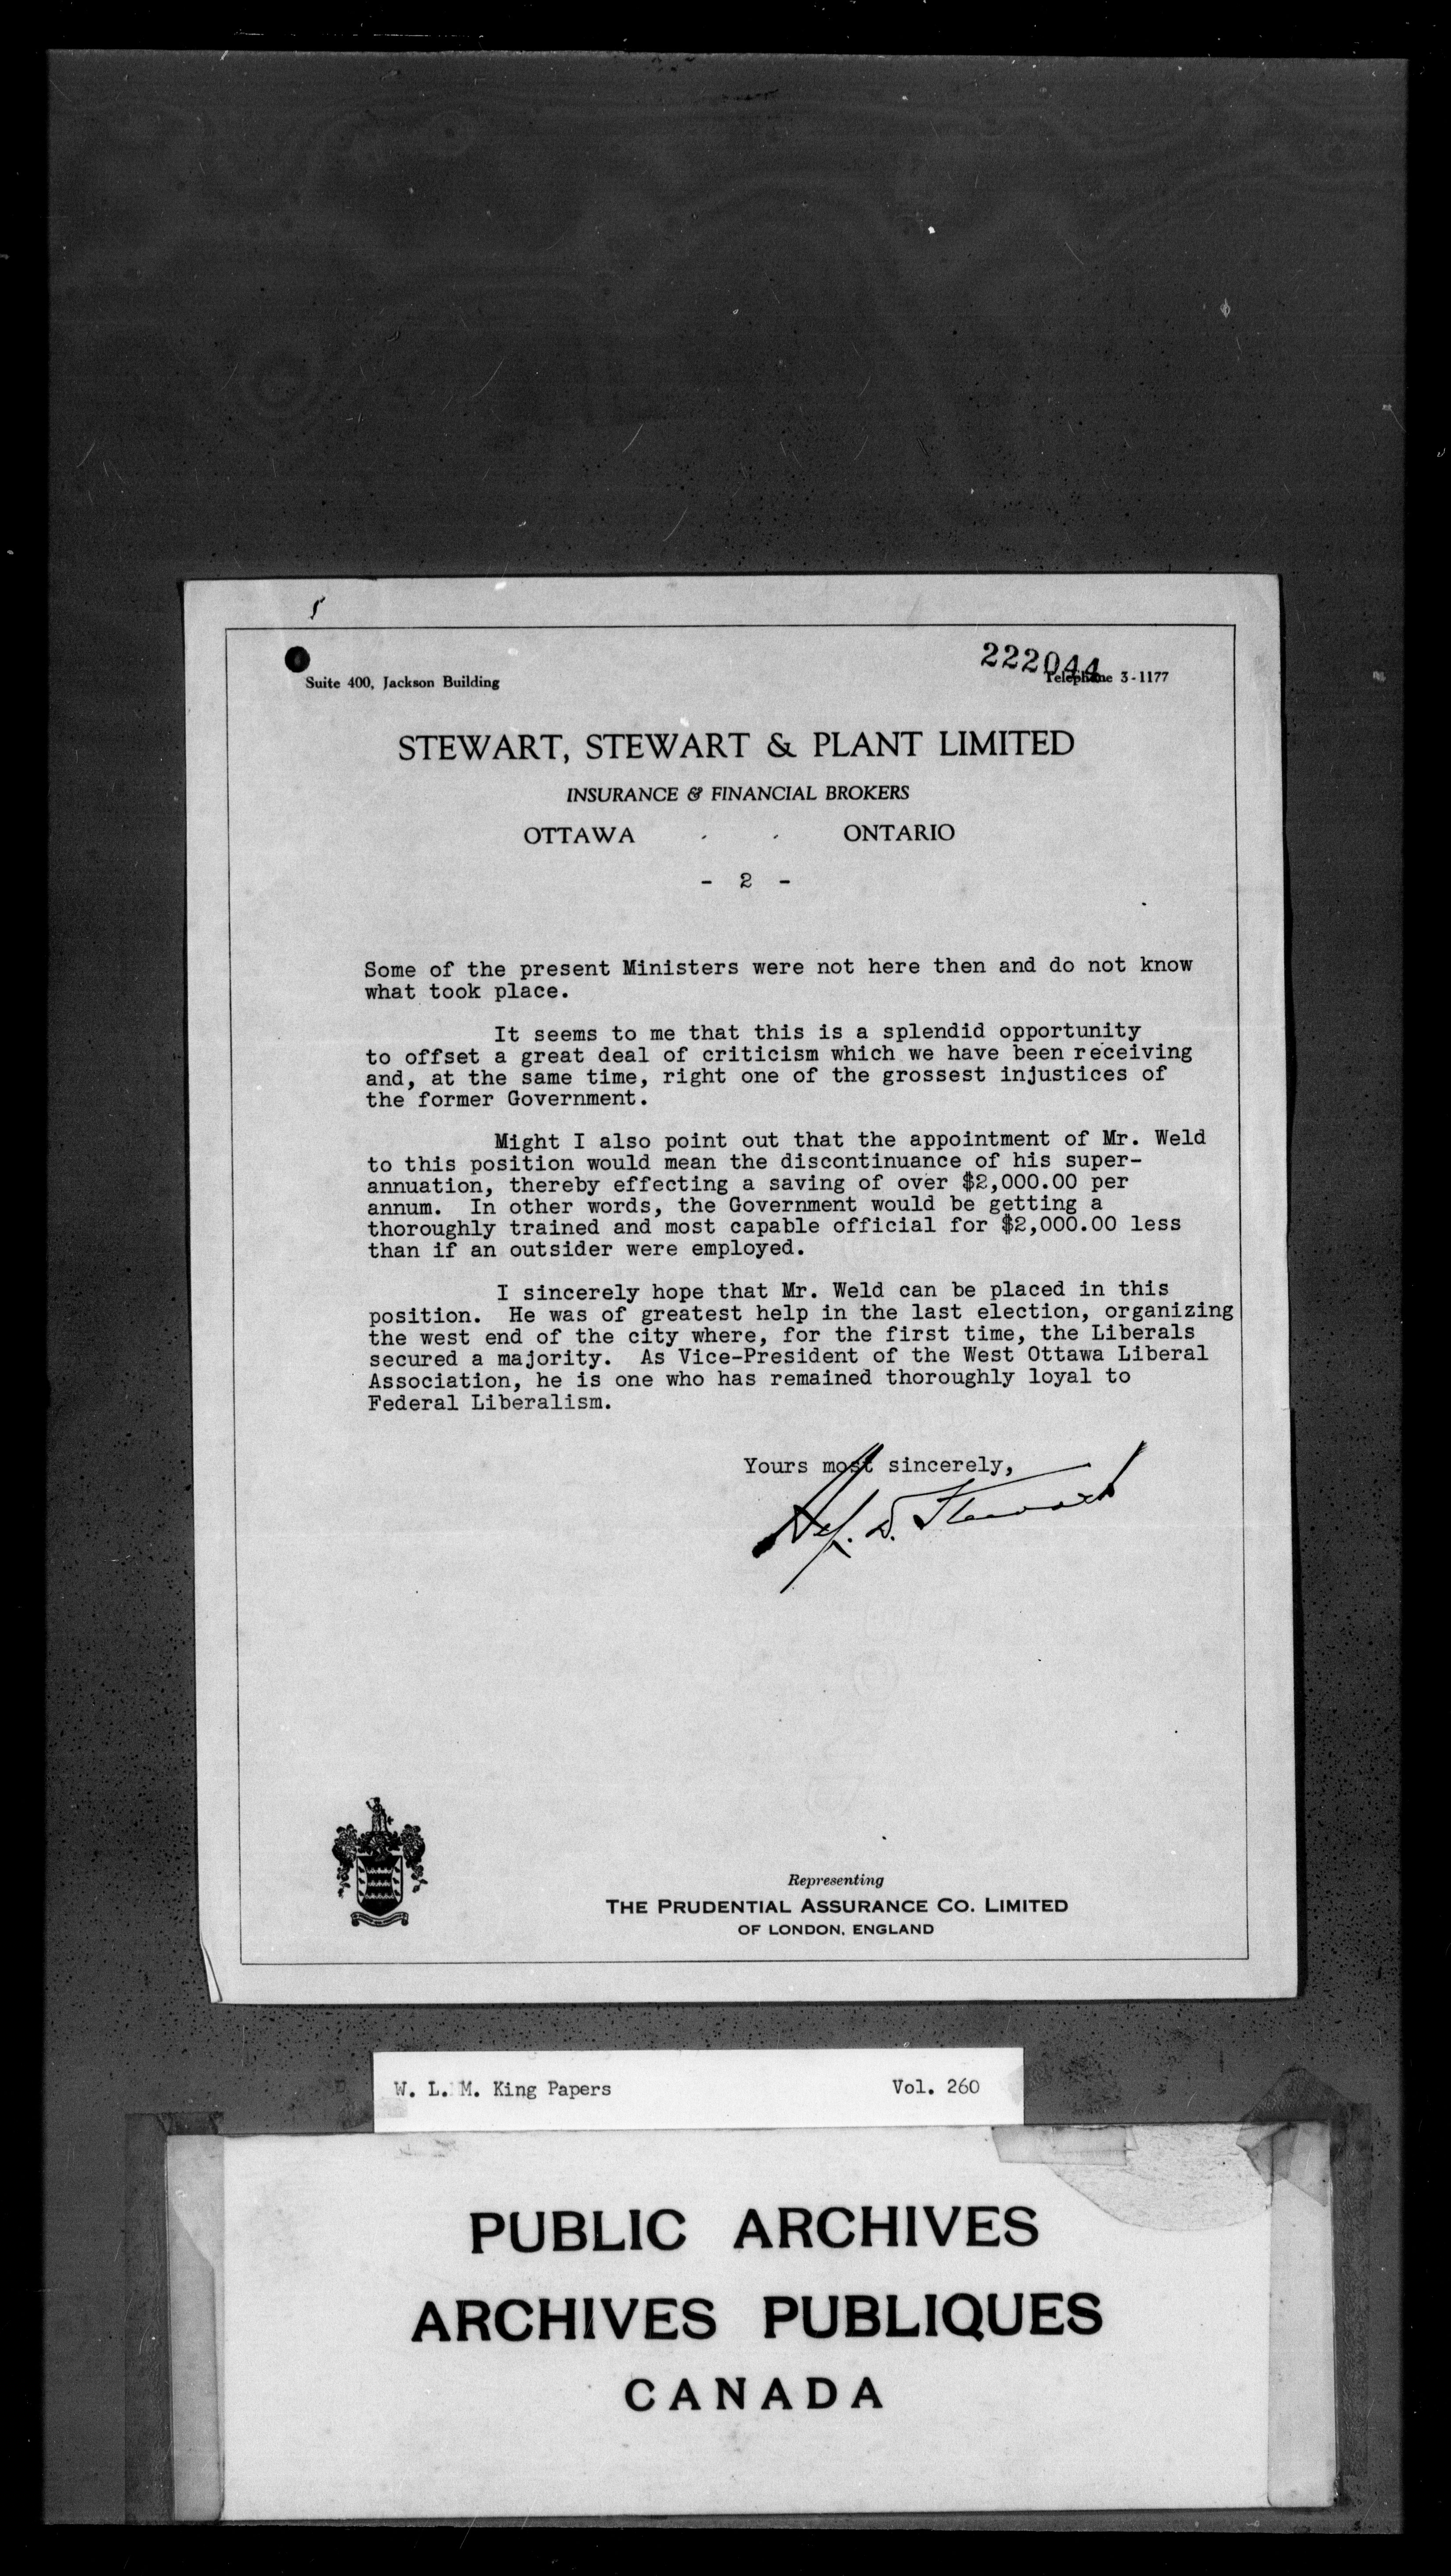 222044
Suite 400, Jackson Building
Telephone 3-1177
STEWART, STEWART & PLANT LIMITED
INSURANCE & FINANCIAL BROKERS
OTTAWA - - ONTARIO
- 2 -
Some of the present Ministers were not here then and do not know
what took place.
It seems to me that this is a splendid opportunity
to offset a great deal of criticism which we have been receiving
and, at the same time, right one of the grossest injustices of
the former Government.
Might I also point out that the appointment of Mr. Weld
to this position would mean the discontinuance of his super-
annuation, thereby effecting a saving of over $2,000.00 per
annum. In other words, the Government would be getting a
thoroughly trained and most capable official for $2,000.00 less
than if an outsider were employed.
I sincerely hope that Mr. Weld can be placed in this
position. He was of greatest help in the last election, organizing
the west end of the city where, for the first time, the Liberals
secured a majority. As Vice-President of the West Ottawa Liberal
Association, he is one who has remained thoroughly loyal to
Federal Liberalism.
Yours most sincerely,
D. Stewart
Representing
THE PRUDENTIAL ASSURANCE CO. LIMITED
OF LONDON, ENGLAND
W. L. M. King Papers Vol. 260
PUBLIC ARCHIVES
ARCHIVES PUBLIQUES
CANADA